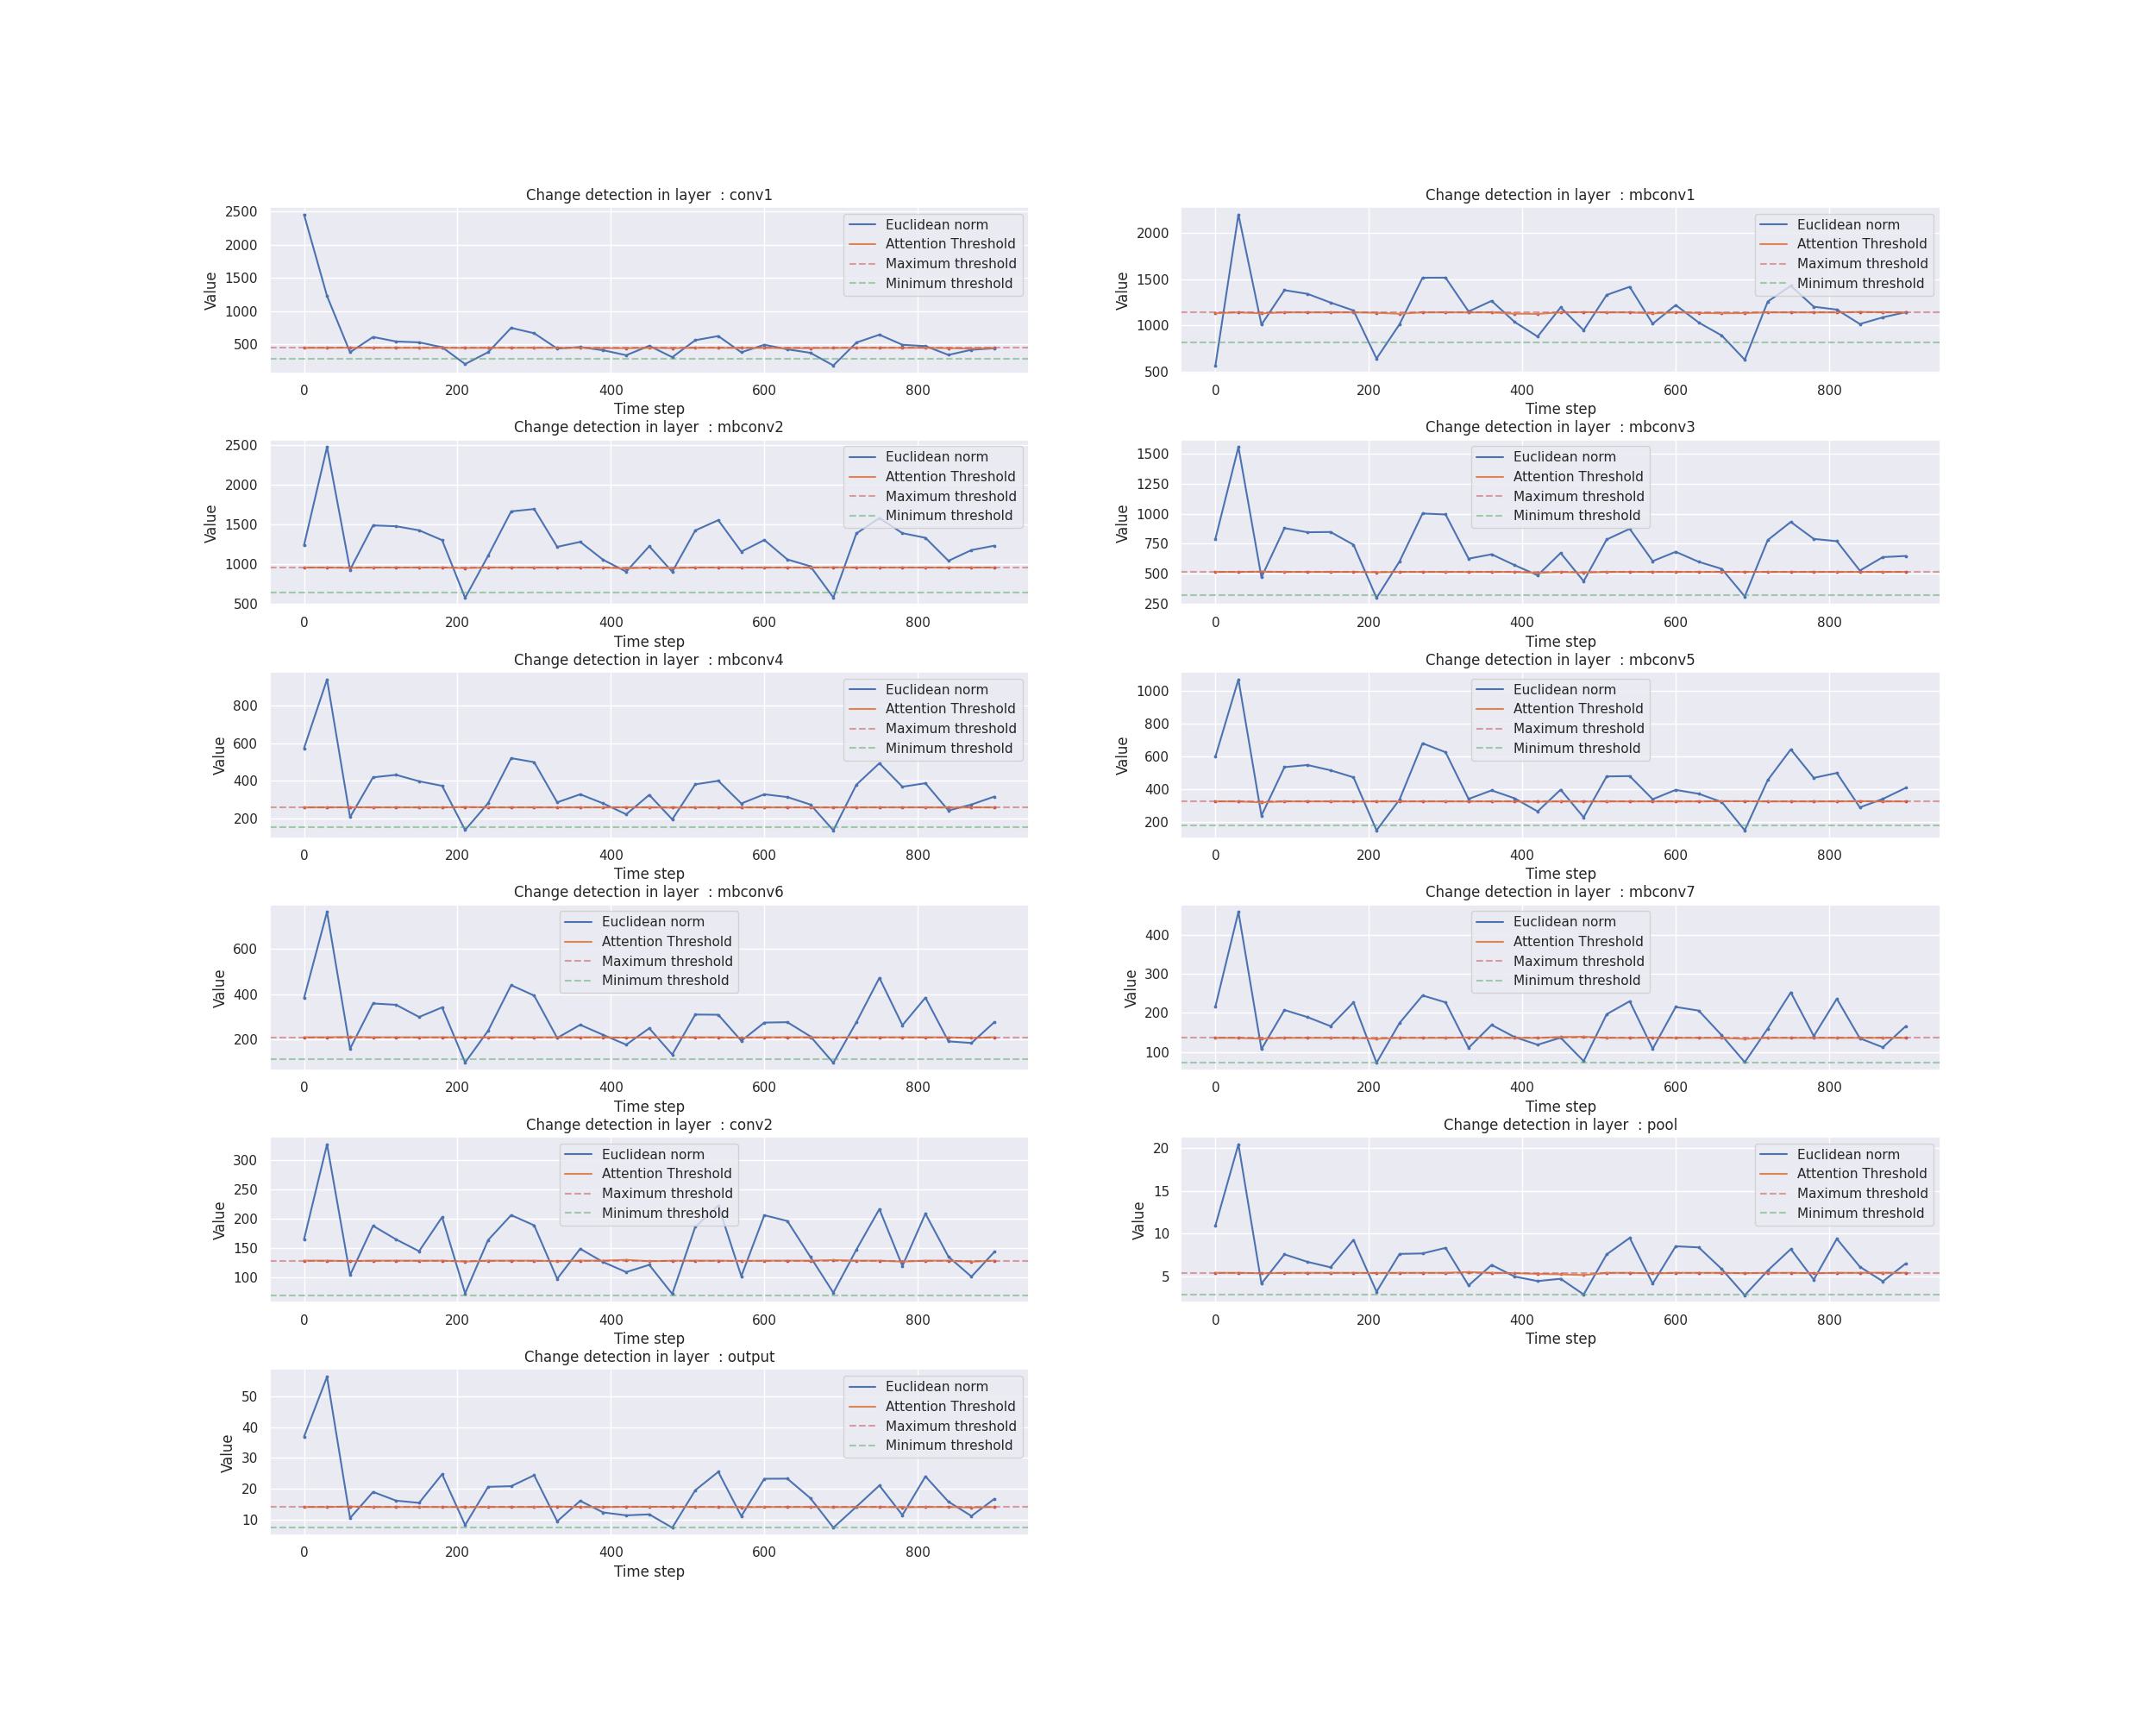 Change detection in layer  : conv1
2500
2000
1500
1000
500
Value
Euclidean norm
Attention Threshold
Maximum threshold
Minimum threshold
0 200 400 600 800
Time step
Change detection in layer  : mbconv1
2000
1500
1000
500
Value
Euclidean norm
Attention Threshold
Maximum threshold
Minimum threshold
0 200 400 600 800
Time step
Change detection in layer  : mbconv2
2500
2000
1500
1000
500
Value
Euclidean norm
Attention Threshold
Maximum threshold
Minimum threshold
0 200 400 600 800
Time step
Change detection in layer  : mbconv3
1500
1250
1000
750
500
250
Value
Euclidean norm
Attention Threshold
Maximum threshold
Minimum threshold
0 200 400 600 800
Time step
Change detection in layer  : mbconv4
800
600
400
200
Value
Euclidean norm
Attention Threshold
Maximum threshold
Minimum threshold
0 200 400 600 800
Time step
Change detection in layer  : mbconv5
1000
800
600
400
200
Value
Euclidean norm
Attention Threshold
Maximum threshold
Minimum threshold
0 200 400 600 800
Time step
Change detection in layer  : mbconv6
600
400
200
Value
Euclidean norm
Attention Threshold
Maximum threshold
Minimum threshold
0 200 400 600 800
Time step
Change detection in layer  : mbconv7
400
300
200
100
Value
Euclidean norm
Attention Threshold
Maximum threshold
Minimum threshold
0 200 400 600 800
Time step
Change detection in layer  : conv2
300
250
200
150
100
Value
Euclidean norm
Attention Threshold
Maximum threshold
Minimum threshold
0 200 400 600 800
Time step
Change detection in layer  : pool
20
15
10
5
Value
Euclidean norm
Attention Threshold
Maximum threshold
Minimum threshold
0 200 400 600 800
Time step
Change detection in layer  : output
50
40
30
20
10
Value
Euclidean norm
Attention Threshold
Maximum threshold
Minimum threshold
0 200 400 600 800
Time step